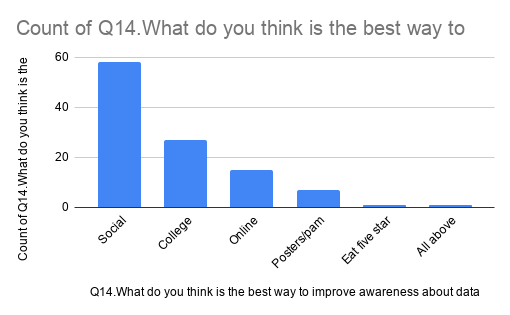 Count of Q14.What do you think is the best way to
Count of Q14.What do you think is the
60
40
20
0
Social
College
Online
Posters/pam
Eat five star
All above
Q14.What do you think is the best way to improve awareness about data